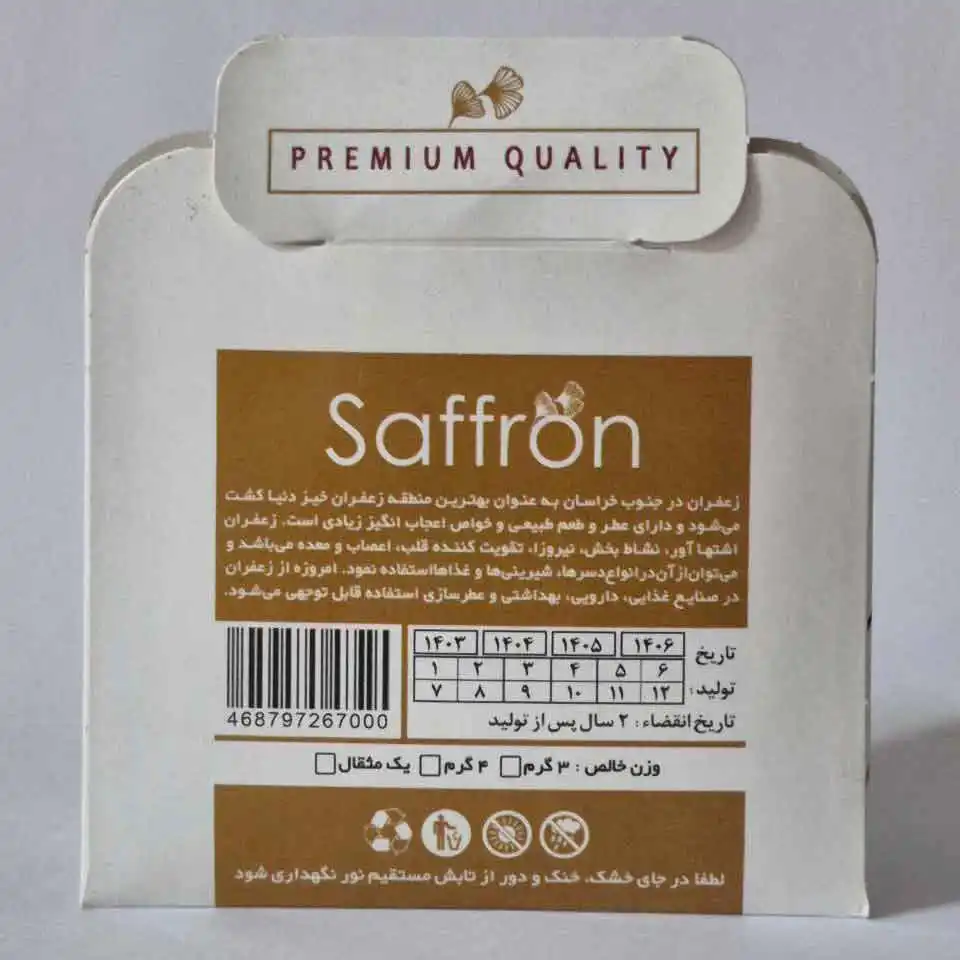 PREMIUM QUALITY
Saffron
زعفران در جنوب خراسان به عنوان بهترین منطقه زعفران خیز دنیا کشت
می‌شود و دارای عطر و طعم طبیعی و خواص اعجاب انگیز زیادی است. زعفران
اشتها آور، نشاط بخش، نیروزا، تقویت کننده قلب، اعصاب و معده می‌باشد و
می‌توان از آن در انواع دسرها، شیرینی‌ها و غذاها استفاده نمود. امروزه از زعفران
در صنایع غذایی، دارویی، بهداشتی و عطرسازی استفاده قابل توجهی می‌شود.
تاریخ تولید:
۱۴۰۶ ۱۴۰۵ ۱۴۰۴ ۱۴۰۳
۶ ۵ ۴ ۳ ۲ ۱
۱۲ ۱۱ ۱۰ ۹ ۸ ۷
تاریخ انقضاء: ۲ سال پس از تولید
468797267000
وزن خالص: ۳ گرم ۴ گرم یک مثقال
لطفا در جای خشک، خنک و دور از تابش مستقیم نور نگهداری شود